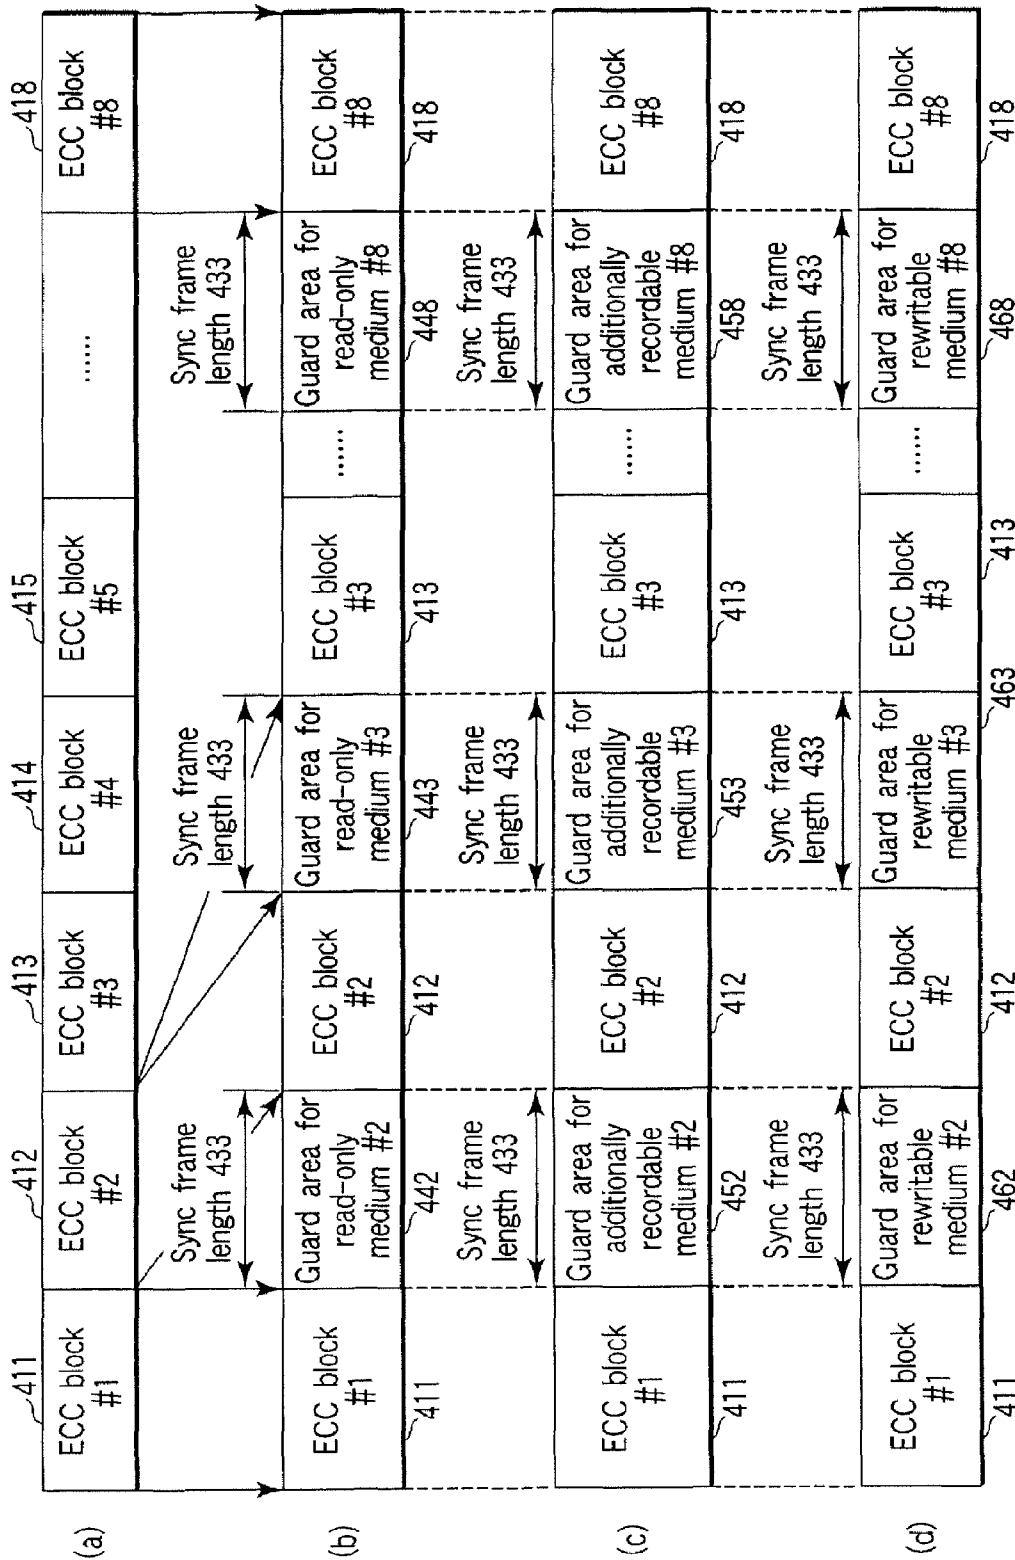 (a)
411
412
413
414
415
418
ECC block
#1
ECC block
#2
ECC block
#3
ECC block
#4
ECC block
#5
......
ECC block
#8
Sync frame
length 433
Sync frame
length 433
Sync frame
length 433
(b)
ECC block
#1
Guard area for
read-only
medium #2
ECC block
#2
Guard area for
read-only
medium #3
ECC block
#3
......
Guard area for
read-only
medium #8
ECC block
#8
411
442
412
443
413
448
418
Sync frame
length 433
Sync frame
length 433
Sync frame
length 433
(c)
ECC block
#1
Guard area for
additionally
recordable
medium #2
ECC block
#2
Guard area for
additionally
recordable
medium #3
ECC block
#3
......
Guard area for
additionally
recordable
medium #8
ECC block
#8
411
452
412
453
413
458
418
Sync frame
length 433
Sync frame
length 433
Sync frame
length 433
(d)
ECC block
#1
Guard area for
rewritable
medium #2
ECC block
#2
Guard area for
rewritable
medium #3
ECC block
#3
......
Guard area for
rewritable
medium #8
ECC block
#8
411
462
412
463
413
468
418